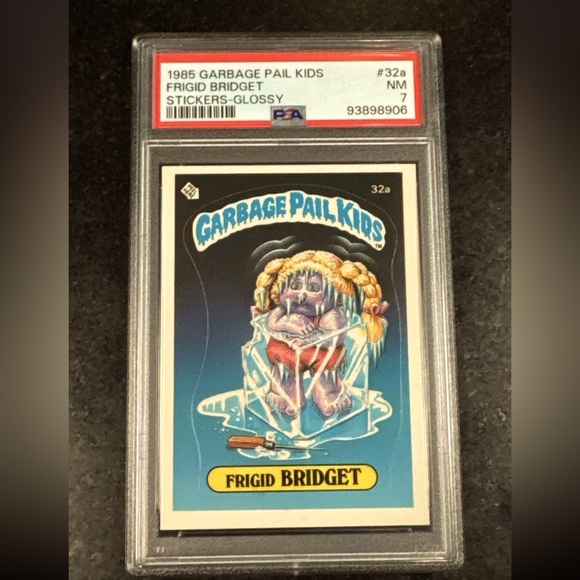 1985 GARBAGE PAIL KIDS #32a
FRIGID BRIDGET NM
STICKERS-GLOSSY 7
PSA 93898906
32a
GARBAGE PAIL KIDS
TM
FRIGID BRIDGET